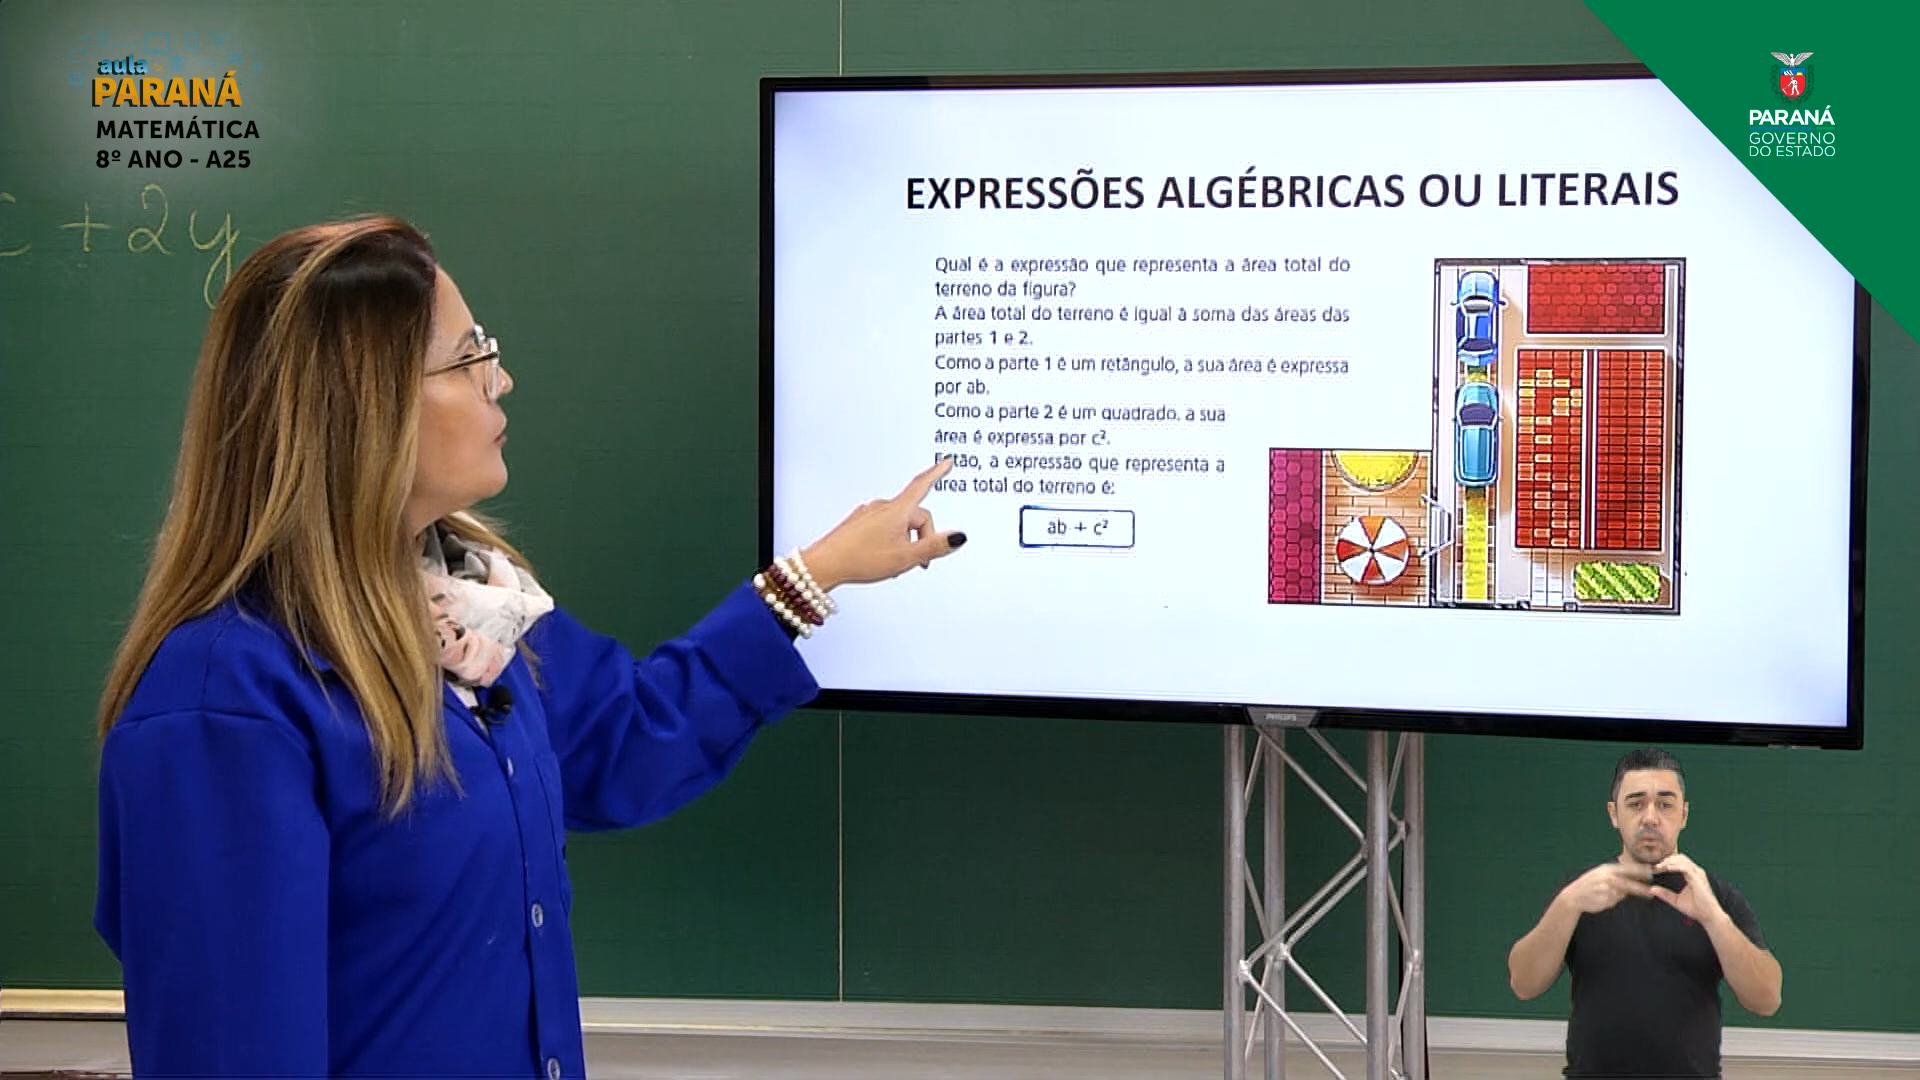 aula
PARANÁ
MATEMÁTICA
8º ANO - A25
+2y
EXPRESSÕES ALGÉBRICAS OU LITERAIS
Qual é a expressão que representa a área total do
terreno da figura?
A área total do terreno é igual à soma das áreas das
partes 1 e 2.
Como a parte 1 é um retângulo, a sua área é expressa
por ab.
Como a parte 2 é um quadrado, a sua
área é expressa por c².
a expressão que representa a
área total do terreno é:
ab + c²
PHILIPS
PARANÁ
GOVERNO
DO ESTADO